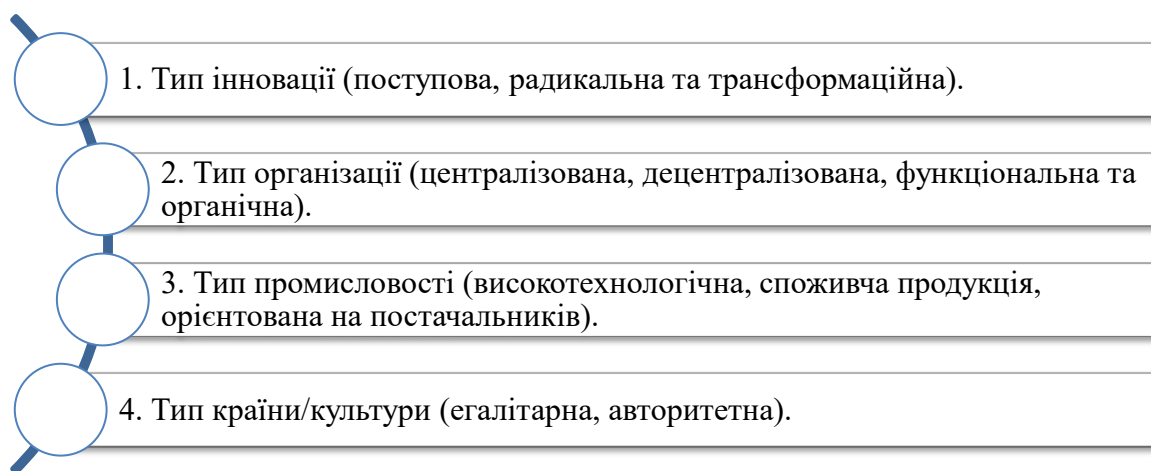 1. Тип інновації (поступова, радикальна та трансформаційна).
2. Тип організації (централізована, децентралізована, функціональна та
органічна).
3. Тип промисловості (високотехнологічна, споживча продукція,
орієнтована на постачальників).
4. Тип країни/культури (егалітарна, авторитетна).